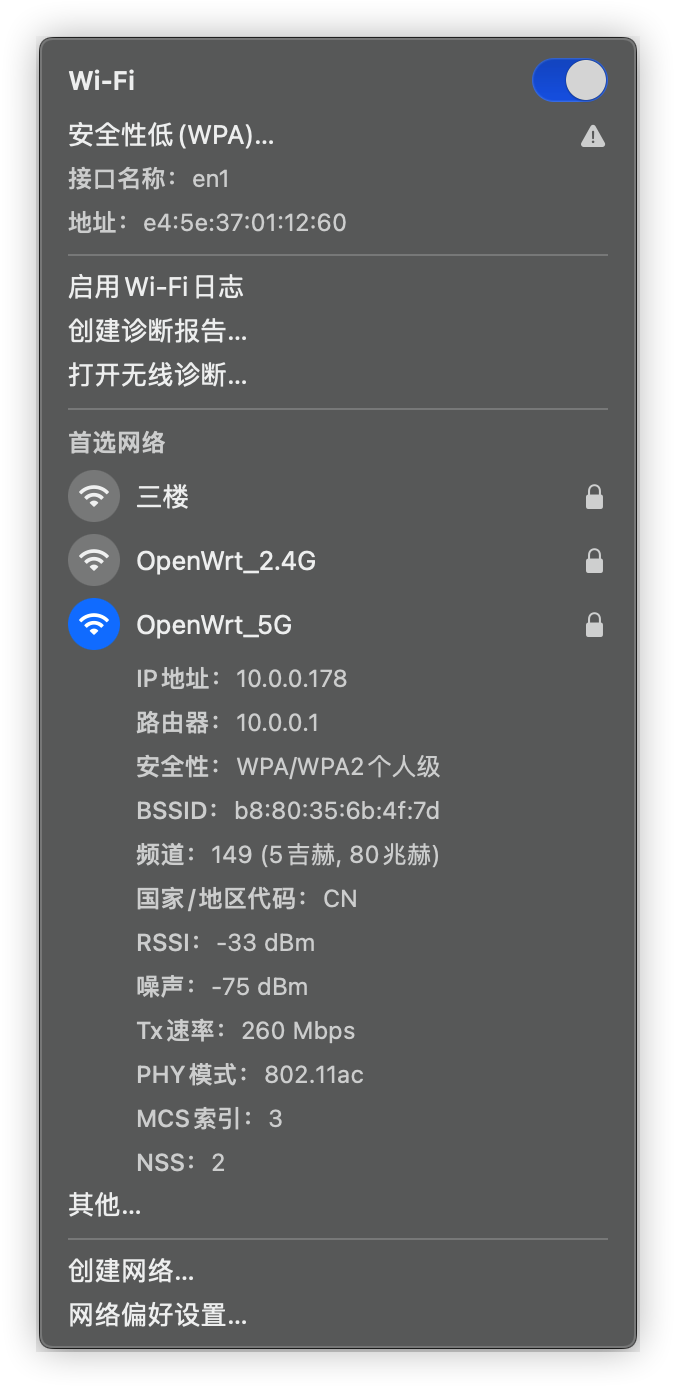 Wi-Fi
安全性低 (WPA)...
接口名称： en1
地址： e4:5e:37:01:12:60
启用 Wi-Fi 日志
创建诊断报告...
打开无线诊断...
首选网络
三楼
OpenWrt_2.4G
OpenWrt_5G
IP 地址： 10.0.0.178
路由器： 10.0.0.1
安全性： WPA/WPA2 个人级
BSSID： b8:80:35:6b:4f:7d
频道： 149 (5 吉赫, 80 兆赫)
国家/地区代码： CN
RSSI： -33 dBm
噪声： -75 dBm
Tx 速率： 260 Mbps
PHY 模式： 802.11ac
MCS 索引： 3
NSS： 2
其他...
创建网络...
网络偏好设置...